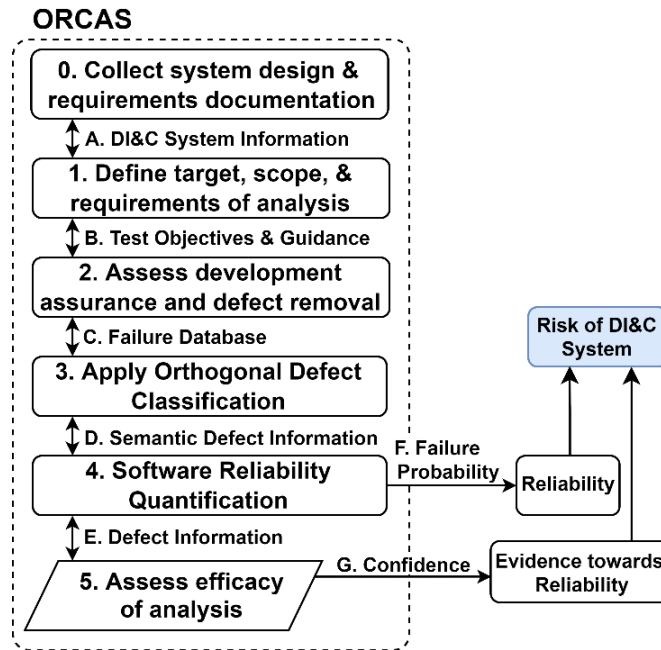 ORCAS
0. Collect system design &
requirements documentation
A. DI&C System Information
1. Define target, scope, &
requirements of analysis
B. Test Objectives & Guidance
2. Assess development
assurance and defect removal
C. Failure Database
3. Apply Orthogonal Defect
Classification
D. Semantic Defect Information
4. Software Reliability
Quantification
F. Failure
Probability
Reliability
Risk of DI&C
System
E. Defect Information
5. Assess efficacy
of analysis
G. Confidence
Evidence towards
Reliability